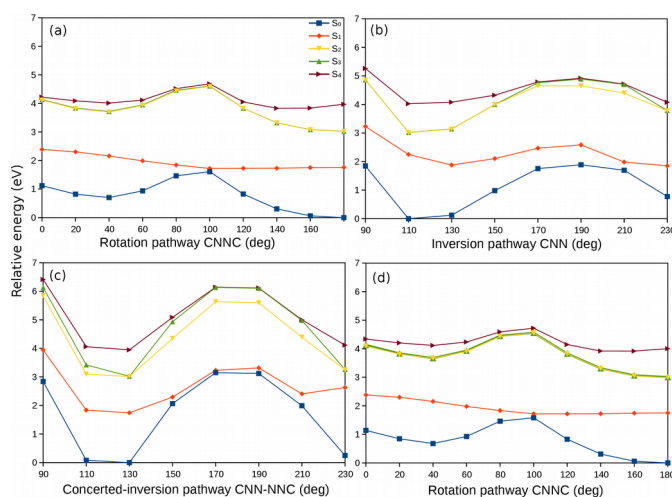 (a)
S₀
S₁
S₂
S₃
S₄
7
6
5
4
3
2
1
0
0 20 40 60 80 100 120 140 160 180
Rotation pathway CNNC (deg)
(b)
7
6
5
4
3
2
1
0
90 110 130 150 170 190 210 230
Inversion pathway CNN (deg)
Relative energy (eV)
(c)
7
6
5
4
3
2
1
0
90 110 130 150 170 190 210 230
Concerted-inversion pathway CNN-NNC (deg)
(d)
7
6
5
4
3
2
1
0
0 20 40 60 80 100 120 140 160 180
Rotation pathway CNNC (deg)